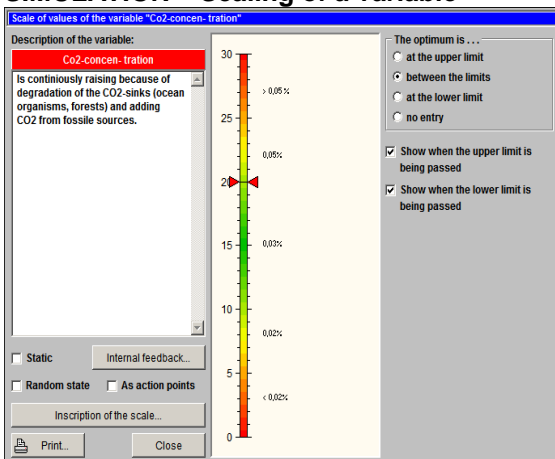 SIMULATION – Scaling of a variable
Scale of values of the variable "Co2-concen- tration"
Description of the variable:
Co2-concen- tration
Is continiously raising because of
degradation of the CO2-sinks (ocean
organisms, forests) and adding
CO2 from fossile sources.
Static
Internal feedback...
Random state
As action points
Inscription of the scale...
Print...
Close
30
> 0,05 %
25
0,05%
20
15
0,03%
10
0,02%
5
< 0,02%
0
The optimum is . . .
at the upper limit
between the limits
at the lower limit
no entry
Show when the upper limit is
being passed
Show when the lower limit is
being passed